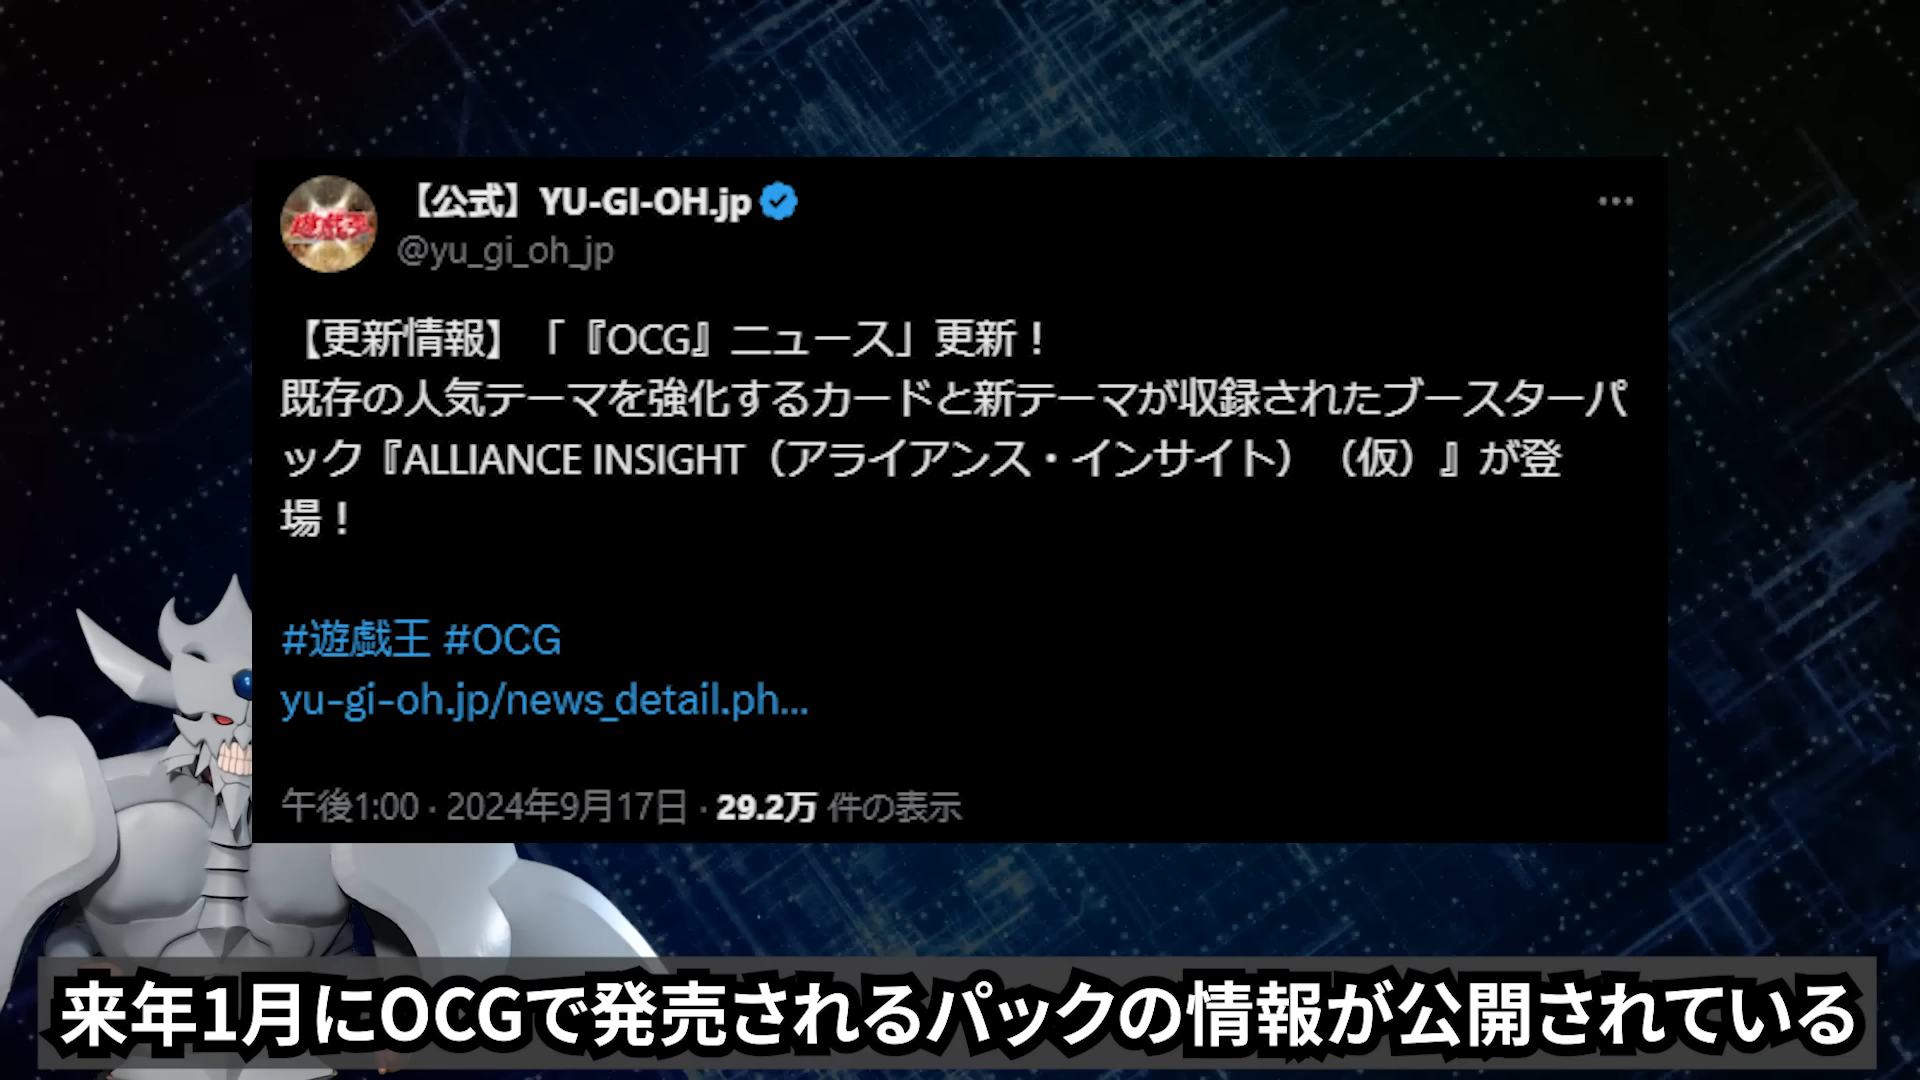 遊戯王
【公式】YU-GI-OH.jp
@yu_gi_oh_jp
【更新情報】「『OCG』ニュース」更新！
既存の人気テーマを強化するカードと新テーマが収録されたブースターパ
ック『ALLIANCE INSIGHT（アライアンス・インサイト）（仮）』が登
場！
#遊戯王 #OCG
yu-gi-oh.jp/news_detail.ph...
午後1:00 · 2024年9月17日 · 29.2万 件の表示
来年1月にOCGで発売されるパックの情報が公開されている